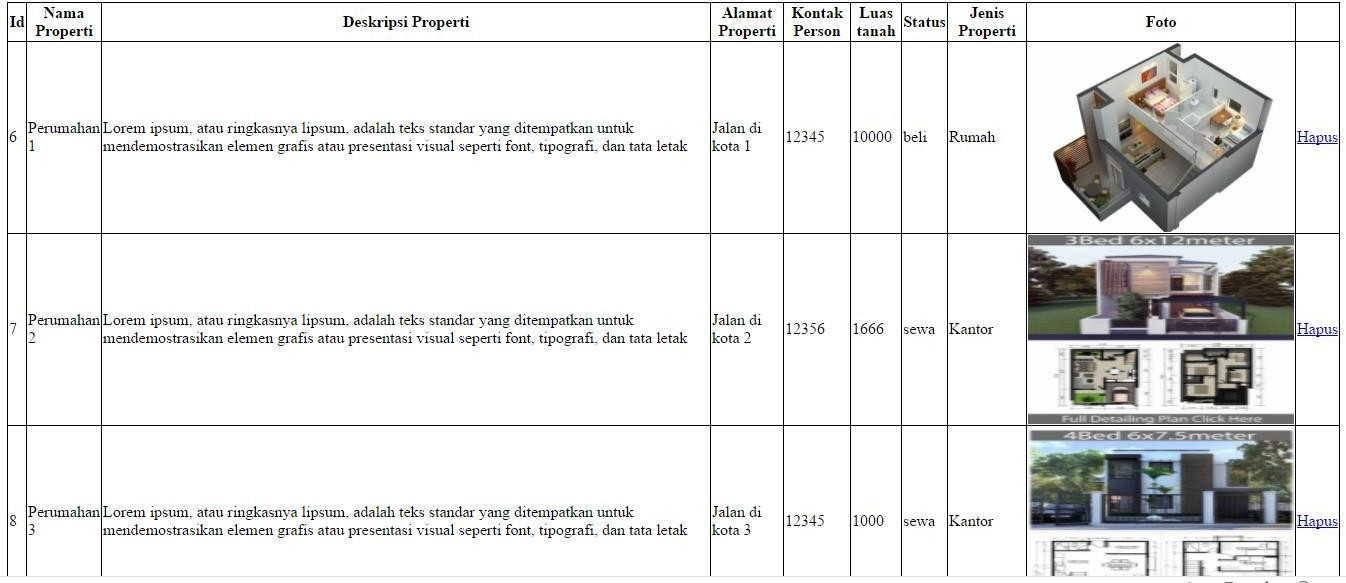 Id
Nama
Properti
Deskripsi Properti
Alamat
Properti
Kontak
Person
Luas
tanah
Status
Jenis
Properti
Foto
6
Perumahan
1
Lorem ipsum, atau ringkasnya lipsum, adalah teks standar yang ditempatkan untuk
mendemostrasikan elemen grafis atau presentasi visual seperti font, tipografi, dan tata letak
Jalan di
kota 1
12345
10000
beli
Rumah
Hapus
7
Perumahan
2
Lorem ipsum, atau ringkasnya lipsum, adalah teks standar yang ditempatkan untuk
mendemostrasikan elemen grafis atau presentasi visual seperti font, tipografi, dan tata letak
Jalan di
kota 2
12356
1666
sewa
Kantor
3Bed 6x12meter
Full Detailing Plan Click Here
Hapus
8
Perumahan
3
Lorem ipsum, atau ringkasnya lipsum, adalah teks standar yang ditempatkan untuk
mendemostrasikan elemen grafis atau presentasi visual seperti font, tipografi, dan tata letak
Jalan di
kota 3
12345
1000
sewa
Kantor
4Bed 6x7.5meter
Hapus